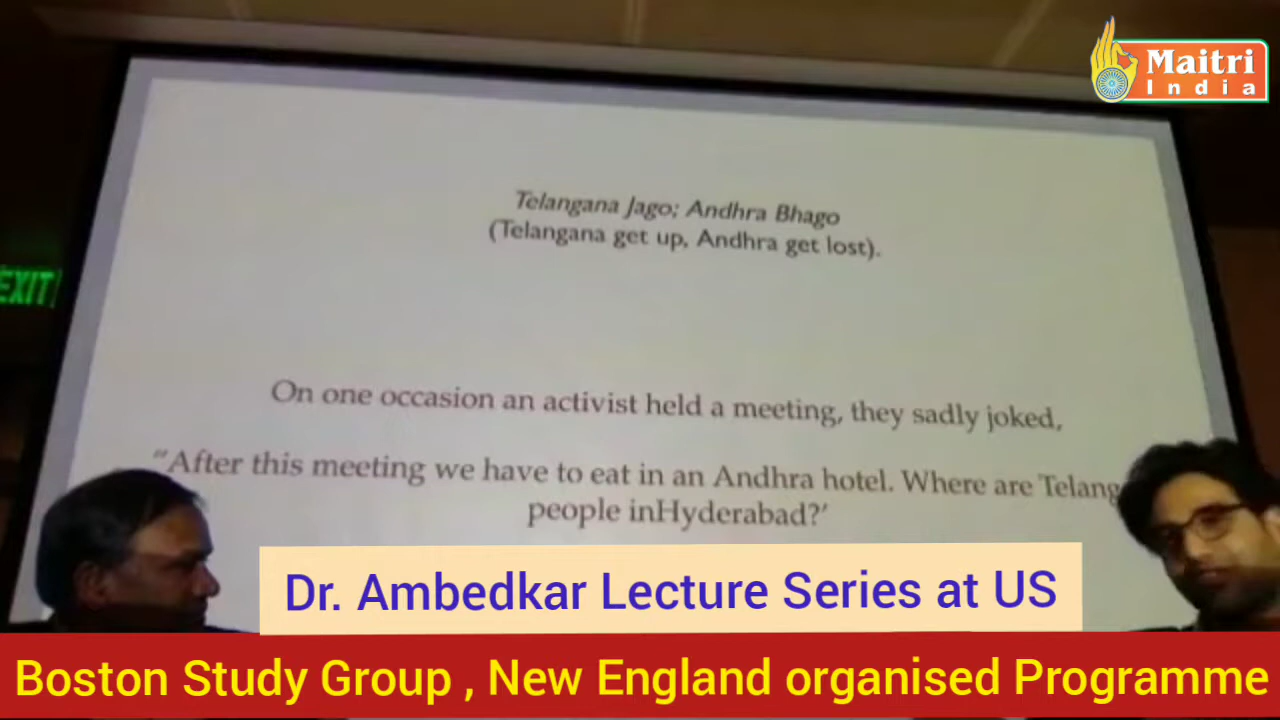 Maitri
India
EXIT
Telangana Jago; Andhra Bhago
(Telangana get up, Andhra get lost).
On one occasion an activist held a meeting, they sadly joked,
"After this meeting we have to eat in an Andhra hotel. Where are Telang
people inHyderabad?'
Dr. Ambedkar Lecture Series at US
Boston Study Group , New England organised Programme